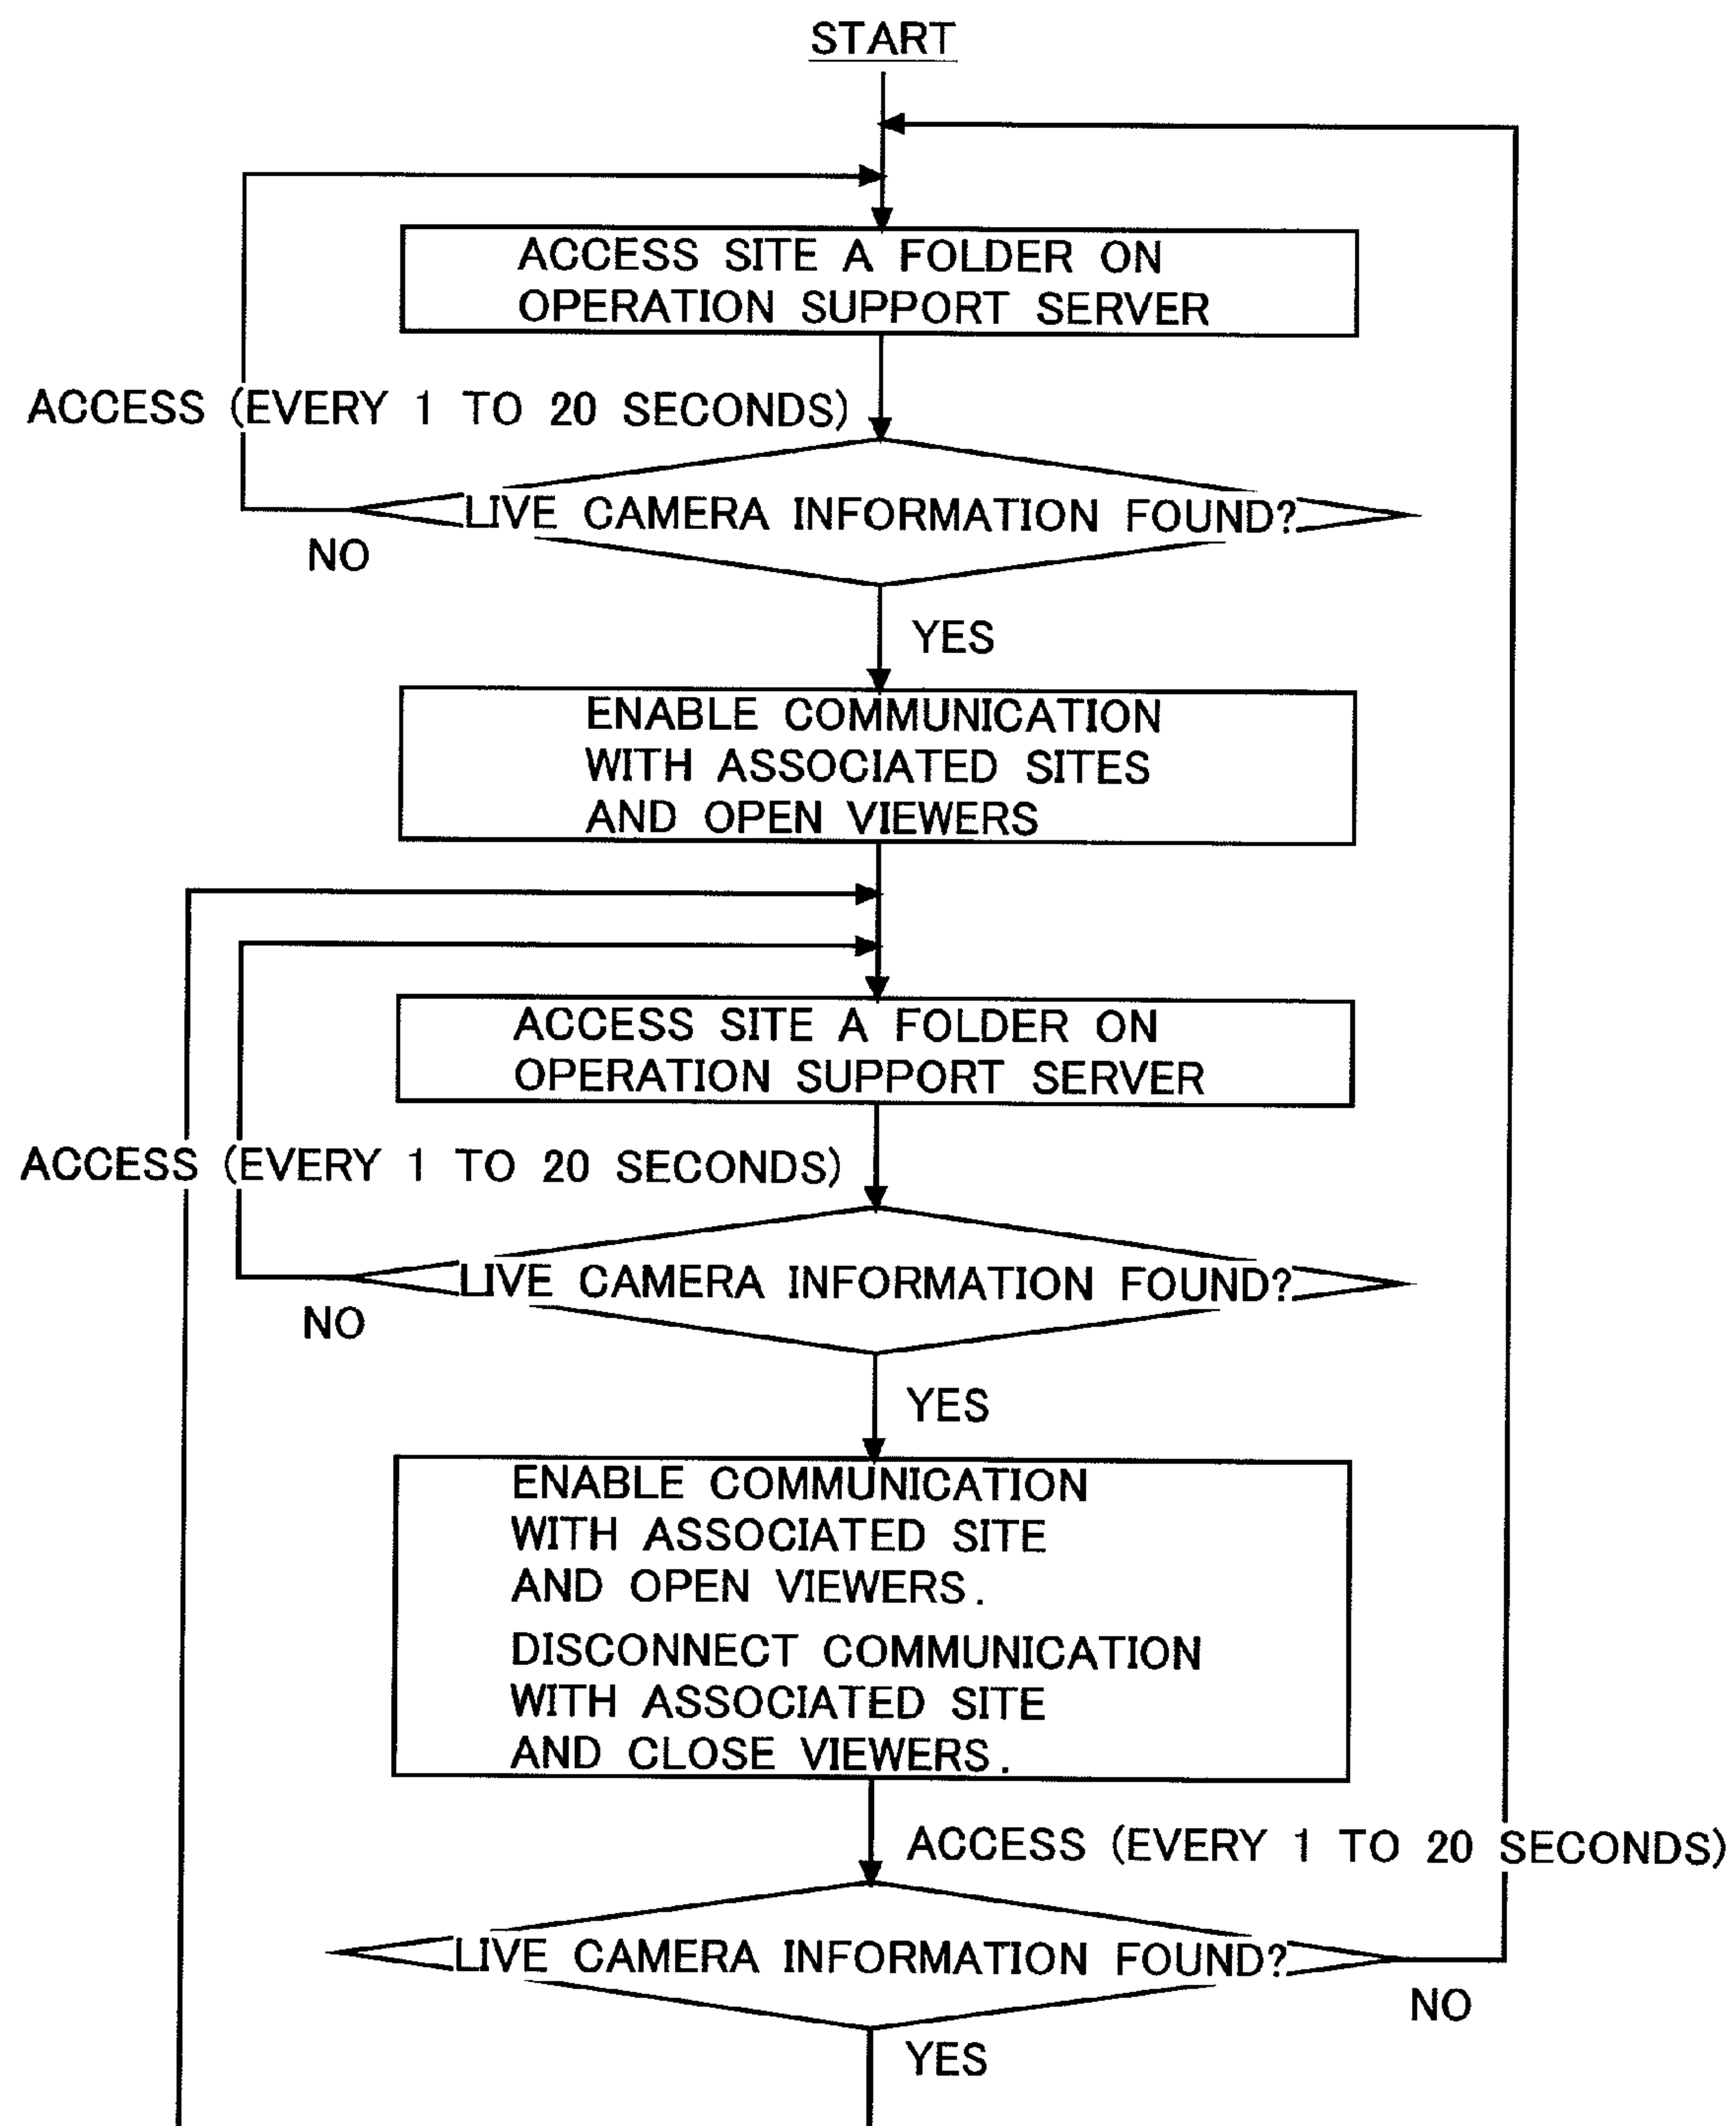 START
ACCESS SITE A FOLDER ON
OPERATION SUPPORT SERVER
ACCESS (EVERY 1 TO 20 SECONDS)
LIVE CAMERA INFORMATION FOUND?
NO
YES
ENABLE COMMUNICATION
WITH ASSOCIATED SITES
AND OPEN VIEWERS
ACCESS SITE A FOLDER ON
OPERATION SUPPORT SERVER
ACCESS (EVERY 1 TO 20 SECONDS)
LIVE CAMERA INFORMATION FOUND?
NO
YES
ENABLE COMMUNICATION
WITH ASSOCIATED SITE
AND OPEN VIEWERS.
DISCONNECT COMMUNICATION
WITH ASSOCIATED SITE
AND CLOSE VIEWERS.
ACCESS (EVERY 1 TO 20 SECONDS)
LIVE CAMERA INFORMATION FOUND?
NO
YES